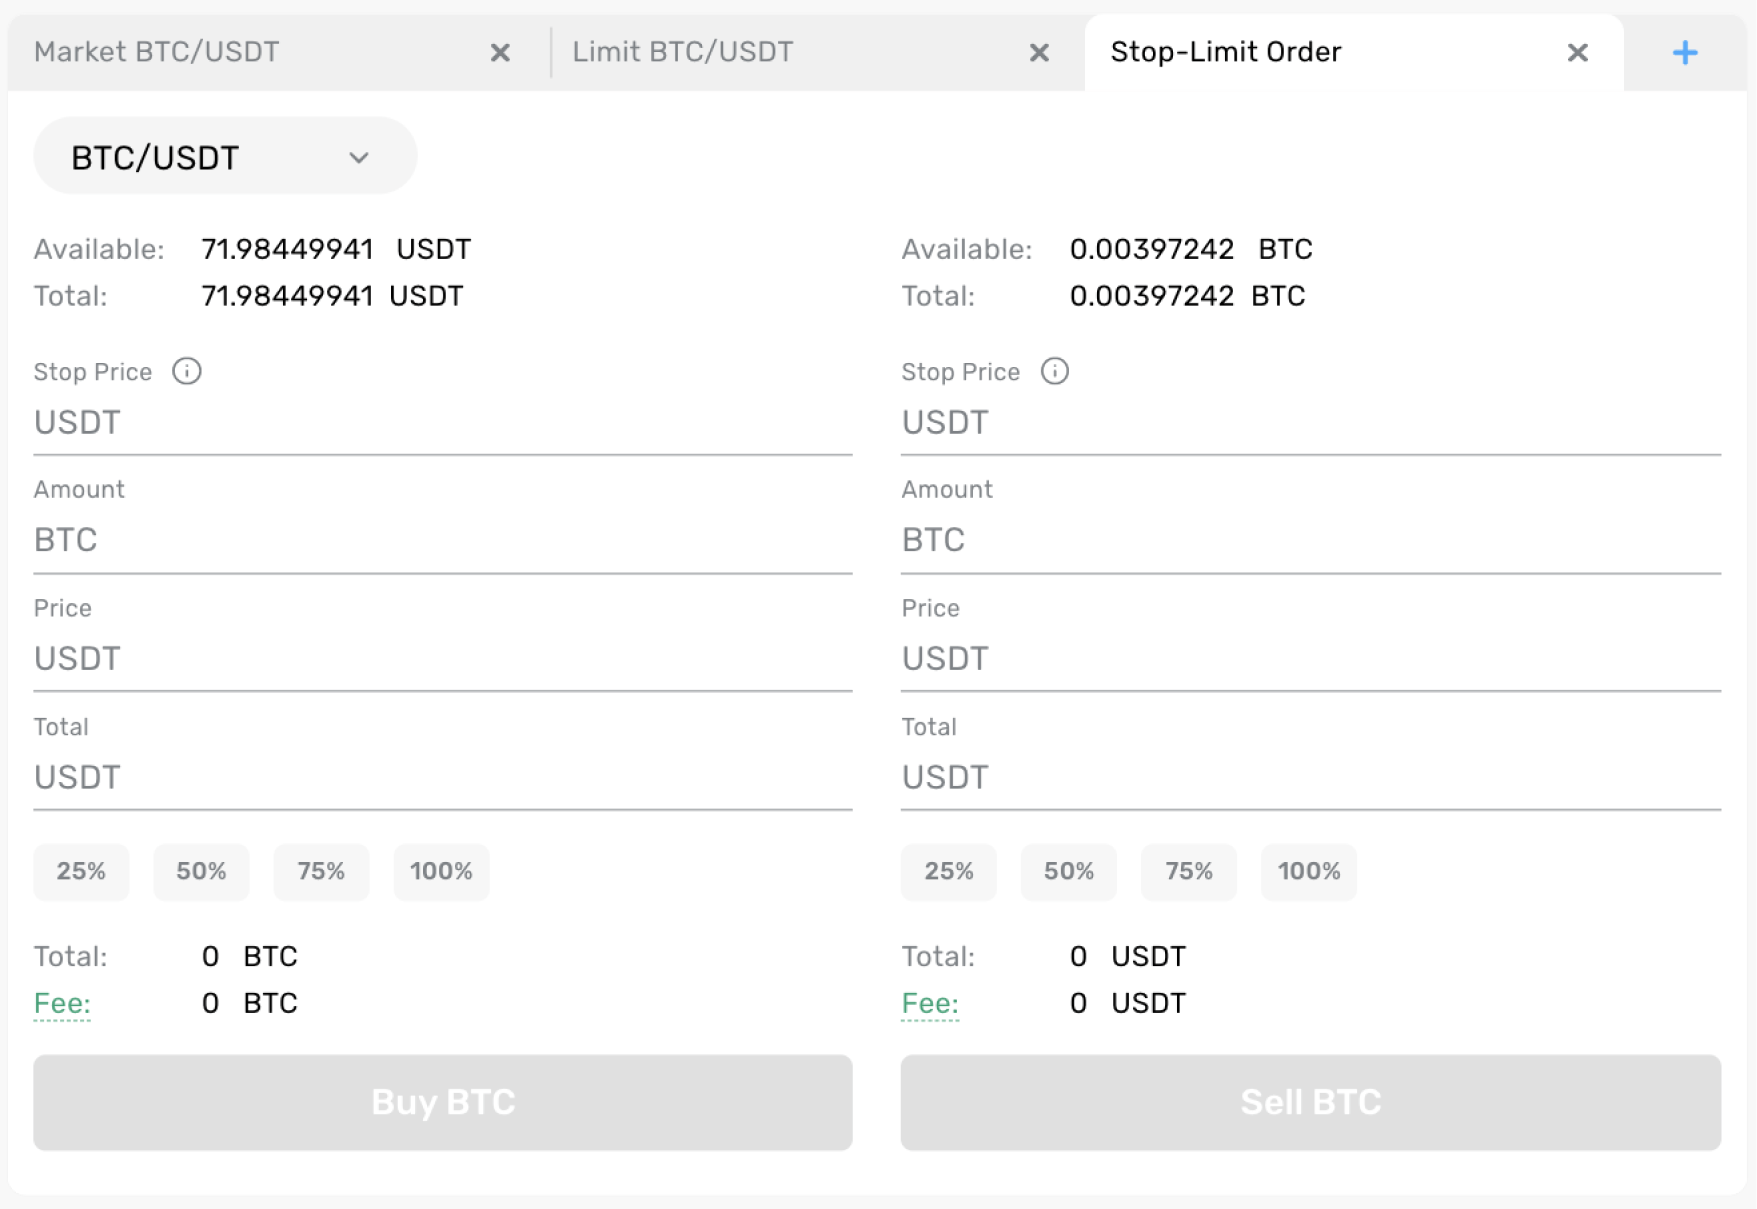 Market BTC/USDT
Limit BTC/USDT
Stop-Limit Order
BTC/USDT
Available: 71.98449941 USDT
Total: 71.98449941 USDT
Stop Price
USDT
Amount
BTC
Price
USDT
Total
USDT
25% 50% 75% 100%
Total: 0 BTC
Fee: 0 BTC
Buy BTC
Available: 0.00397242 BTC
Total: 0.00397242 BTC
Stop Price
USDT
Amount
BTC
Price
USDT
Total
USDT
25% 50% 75% 100%
Total: 0 USDT
Fee: 0 USDT
Sell BTC